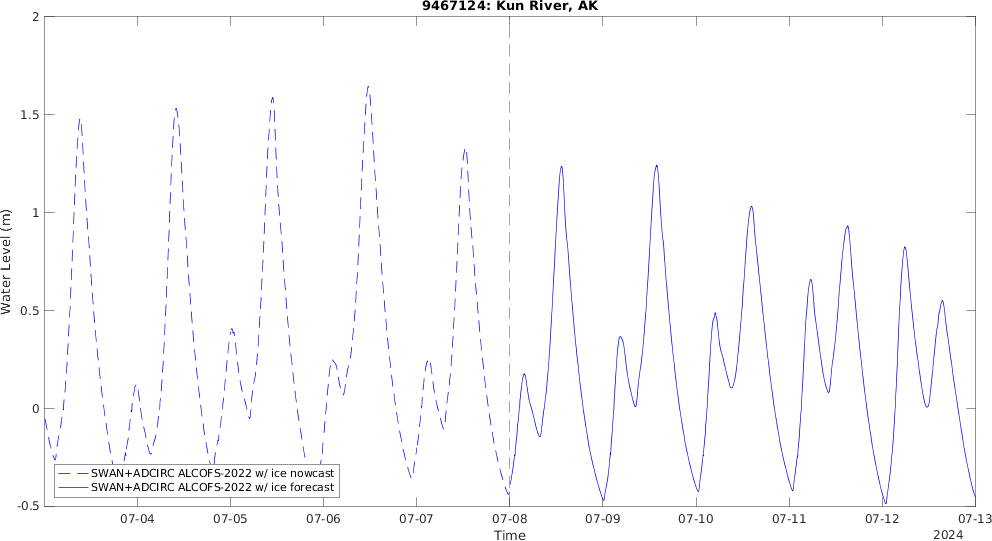 9467124: Kun River, AK
2
1.5
1
0.5
0
-0.5
Water Level (m)
SWAN+ADCIRC ALCOFS-2022 w/ ice nowcast
SWAN+ADCIRC ALCOFS-2022 w/ ice forecast
07-04 07-05 07-06 07-07 07-08 07-09 07-10 07-11 07-12 07-13
Time
2024